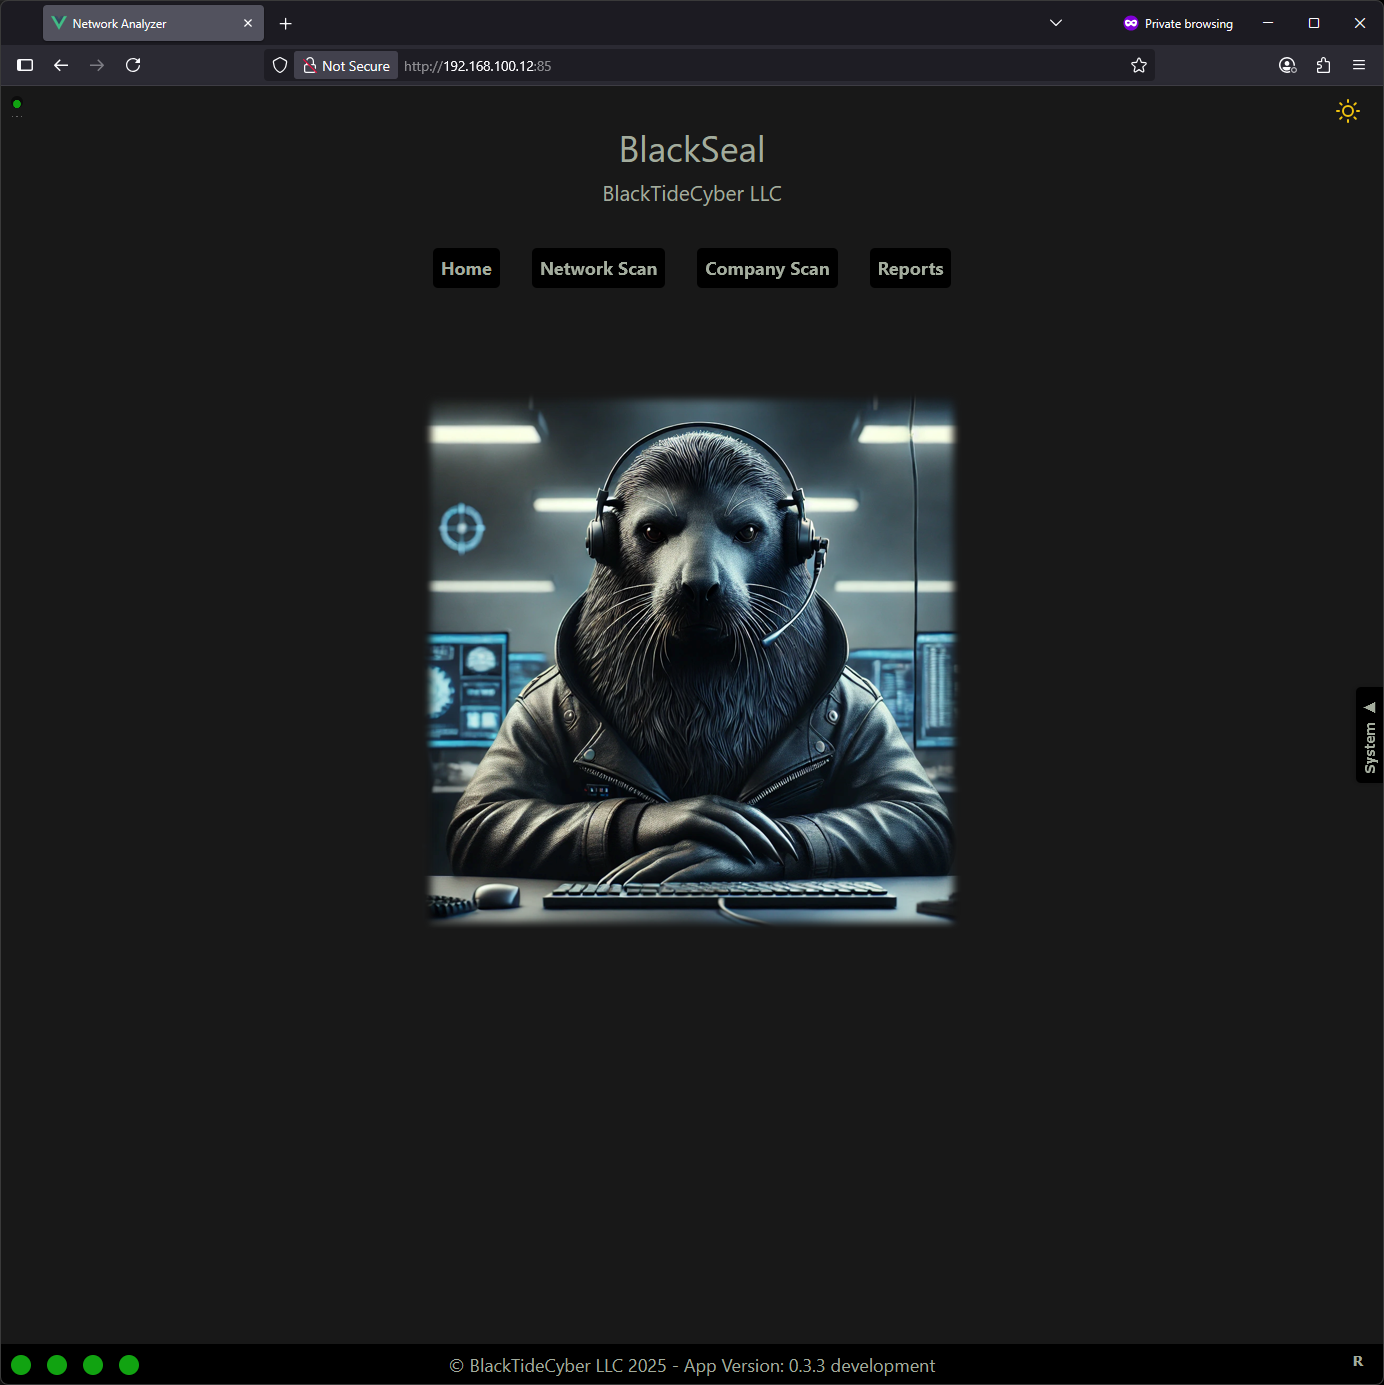 Network Analyzer
Private browsing
Not Secure
http://192.168.100.12:85
BlackSeal
BlackTideCyber LLC
Home
Network Scan
Company Scan
Reports
System ◀
© BlackTideCyber LLC 2025 - App Version: 0.3.3 development
R